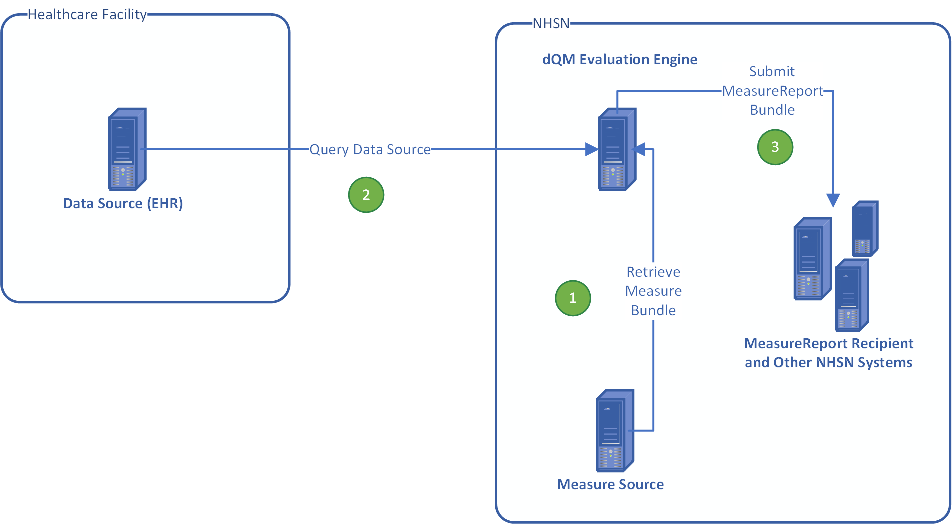 Healthcare Facility
NHSN
dQM Evaluation Engine
Submit
MeasureReport
Bundle
3
Query Data Source
2
Data Source (EHR)
Retrieve
Measure
Bundle
1
MeasureReport Recipient
and Other NHSN Systems
Measure Source